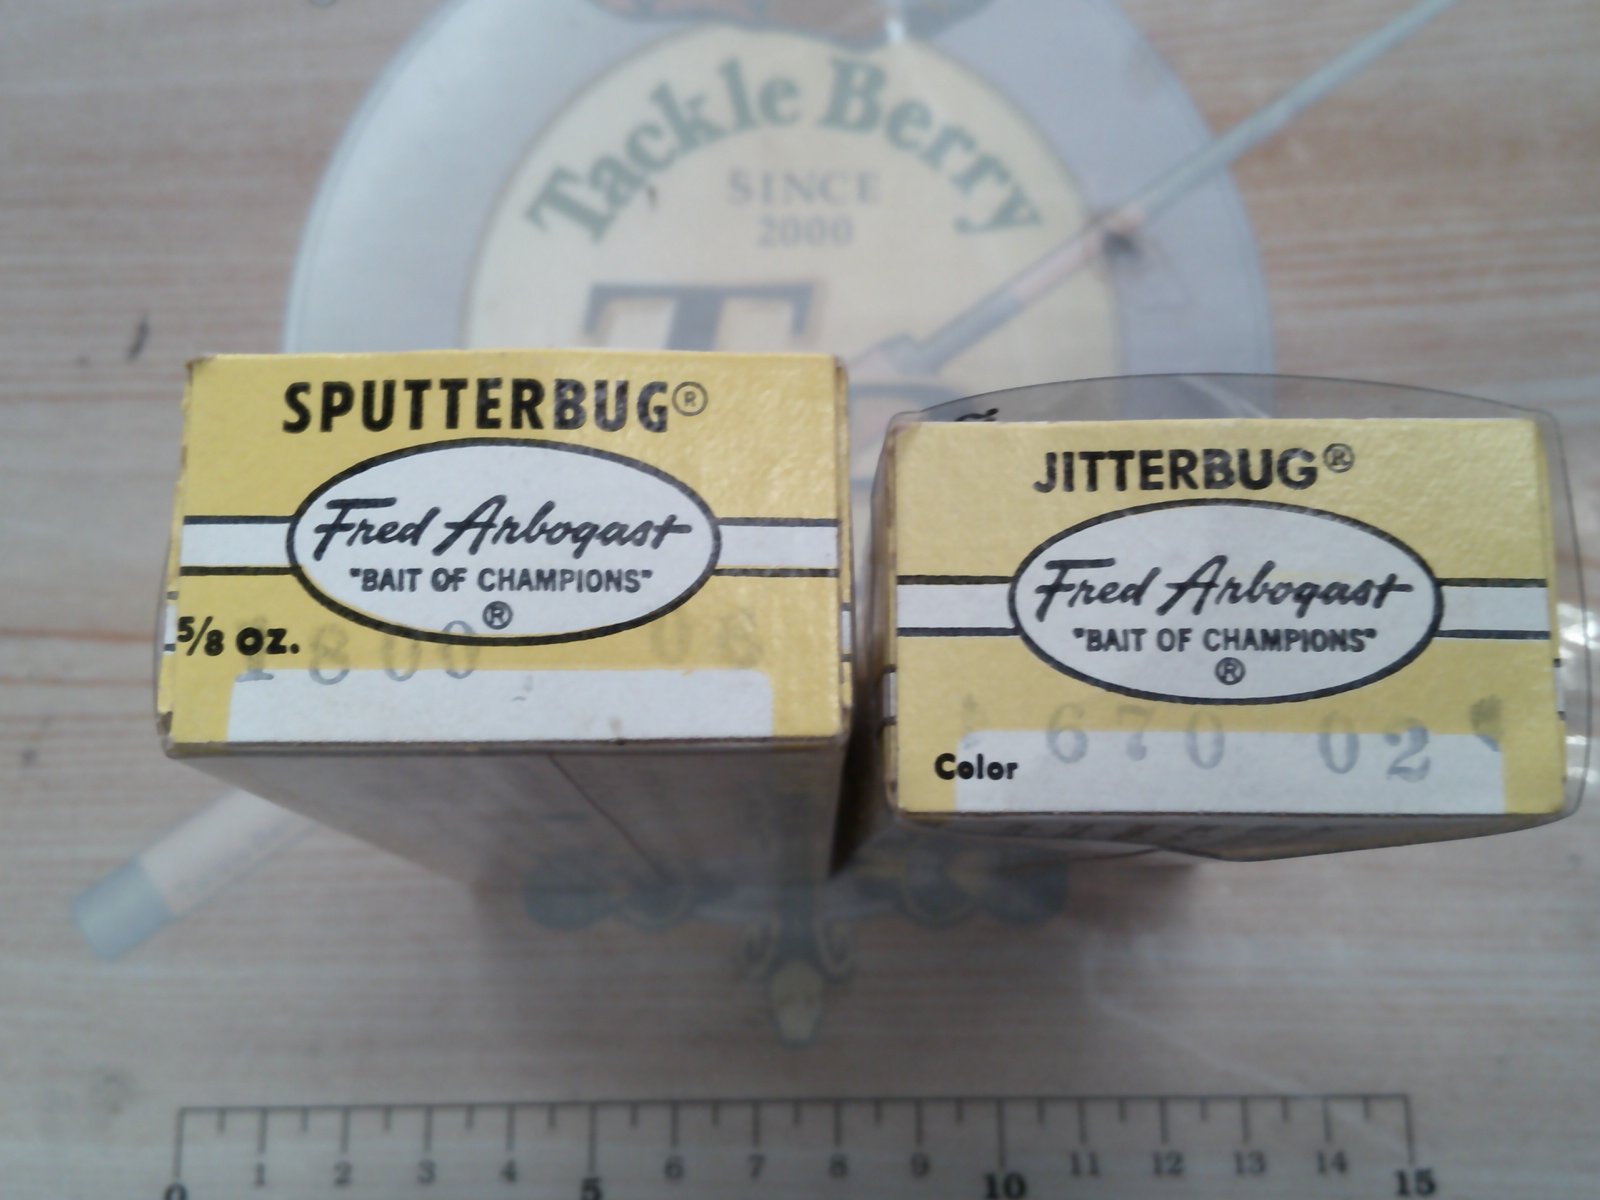 Tackle Berry
SINCE
2000
SPUTTERBUG®
Fred Arbogast
"BAIT OF CHAMPIONS"
®
5/8 OZ.
1800 06
JITTERBUG®
Fred Arbogast
"BAIT OF CHAMPIONS"
®
670 02
Color
0 1 2 3 4 5 6 7 8 9 10 11 12 13 14 15